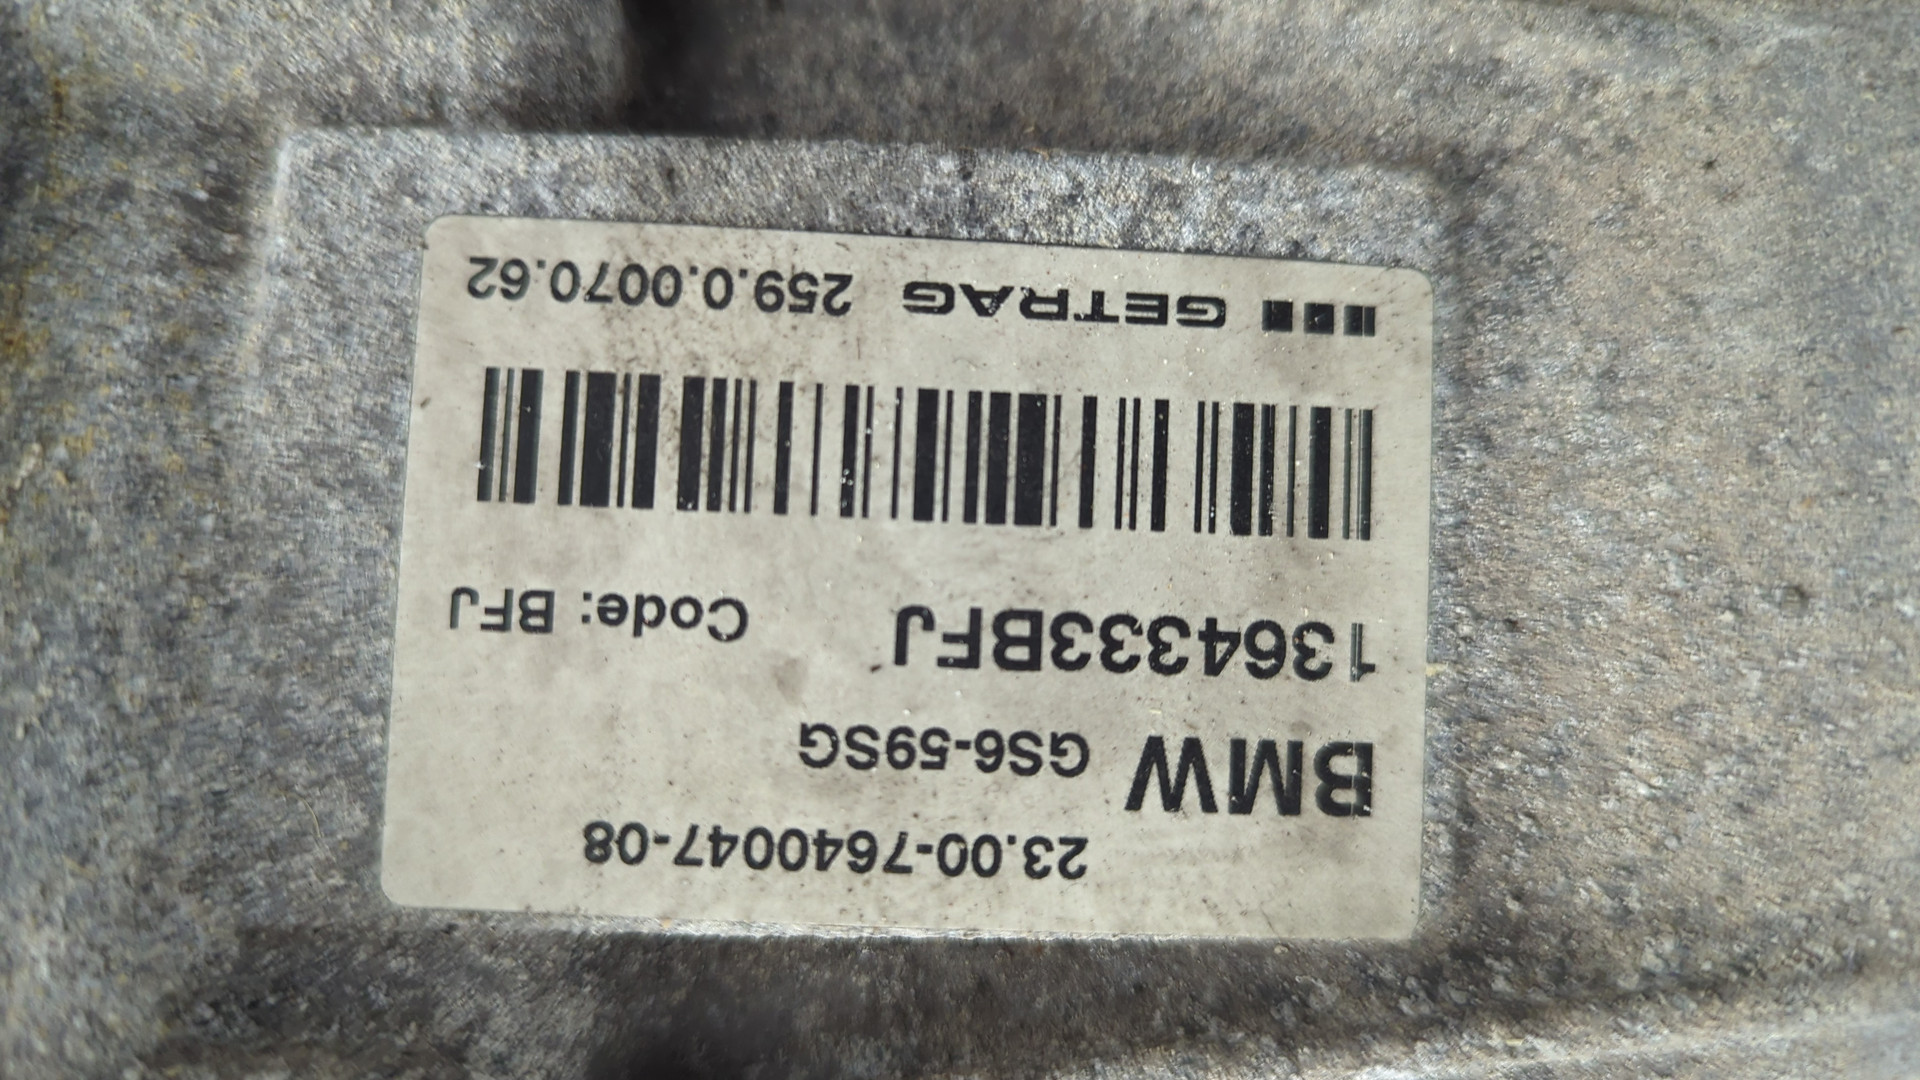 23.00-7640047-08
BMW GS6-59SG
1364333BFJ Code: BFJ
GETRAG 259.0.0070.62